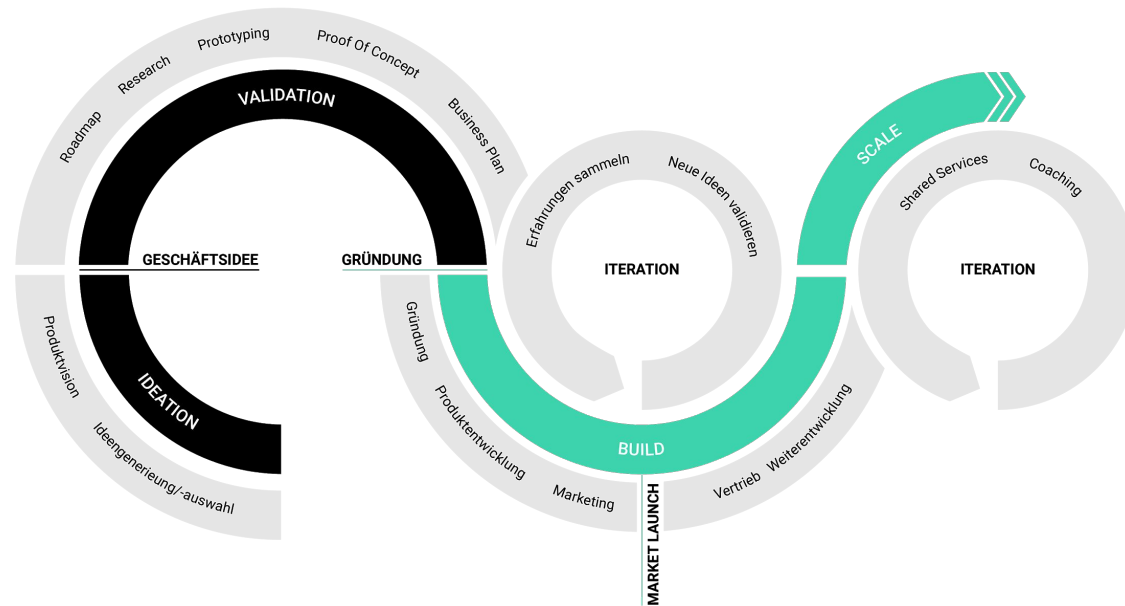 Ideengenerieung/-auswahl
Produktvision
IDEATION
GESCHÄFTSIDEE
Roadmap
Research
Prototyping
Proof Of Concept
Business Plan
VALIDATION
GRÜNDUNG
Gründung
Produktentwicklung
Marketing
BUILD
MARKET LAUNCH
Vertrieb
Weiterentwicklung
Erfahrungen sammeln
Neue Ideen validieren
ITERATION
SCALE
Shared Services
Coaching
ITERATION